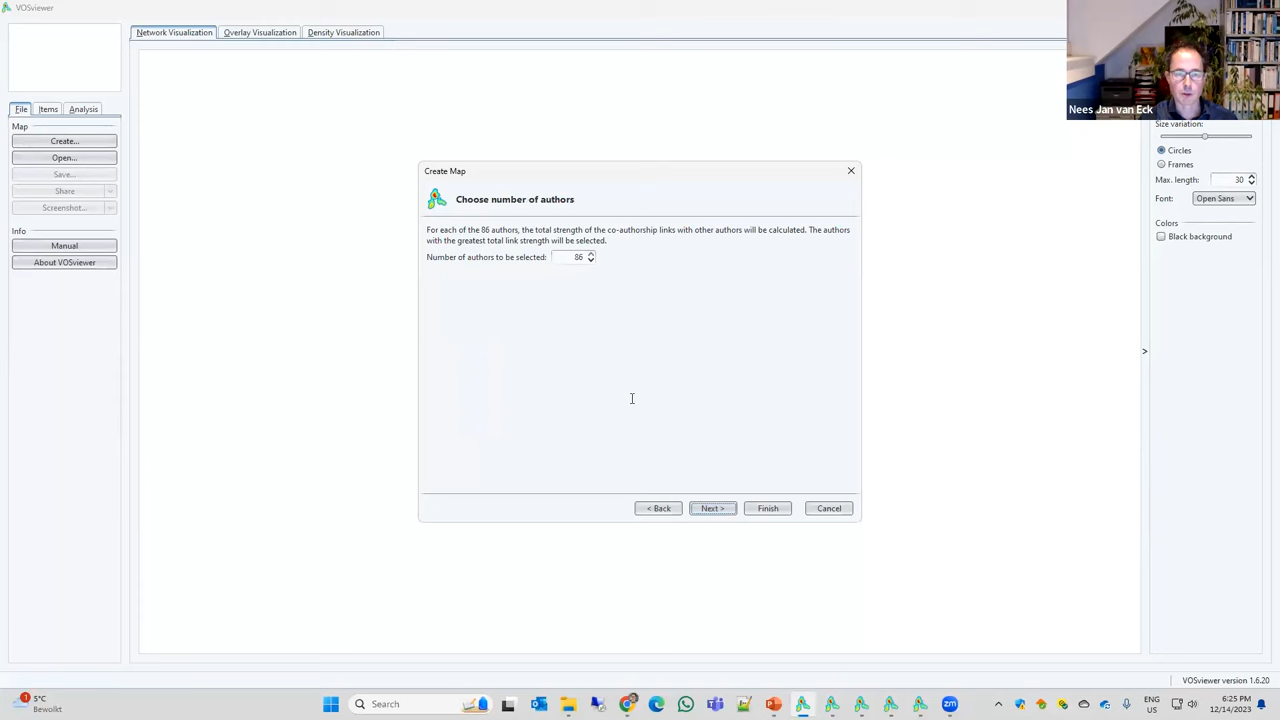 VOSviewer
Network Visualization
Overlay Visualization
Density Visualization
Nees Jan van Eck
File
Items
Analysis
Map
Create...
Open...
Save...
Share
Screenshot...
Info
Manual
About VOSviewer
Create Map
Choose number of authors
For each of the 86 authors, the total strength of the co-authorship links with other authors will be calculated. The authors
with the greatest total link strength will be selected.
Number of authors to be selected: 86
< Back
Next >
Finish
Cancel
Size variation:
Circles
Frames
Max. length: 30
Font: Open Sans
Colors
Black background
>
VOSviewer version 1.6.20
1
5°C
Bewolkt
Search
zm
ENG
US
6:25 PM
12/14/2023